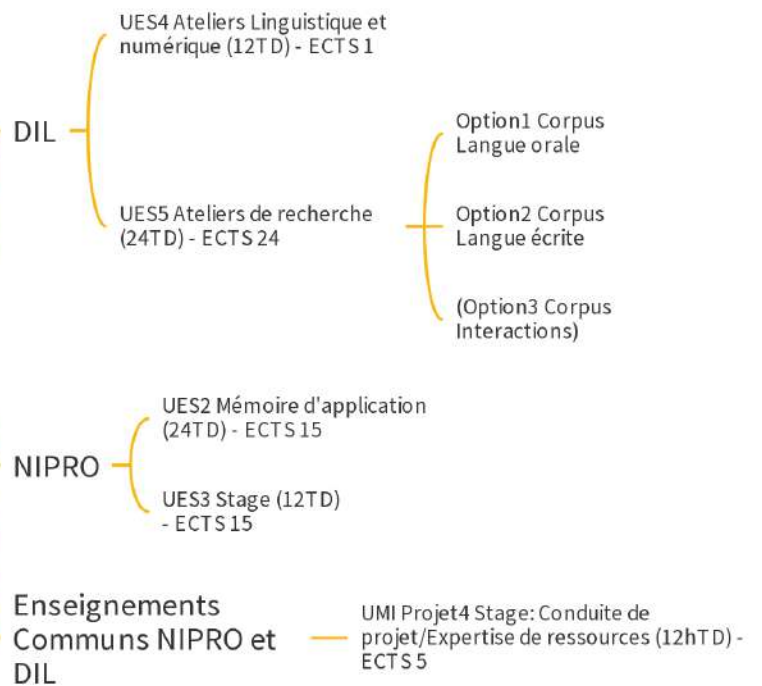 DIL
UES4 Ateliers Linguistique et
numérique (12TD) - ECTS 1
UES5 Ateliers de recherche
(24TD) - ECTS 24
Option1 Corpus
Langue orale
Option2 Corpus
Langue écrite
(Option3 Corpus
Interactions)
NIPRO
UES2 Mémoire d'application
(24TD) - ECTS 15
UES3 Stage (12TD)
- ECTS 15
Enseignements
Communs NIPRO et
DIL
UMI Projet4 Stage: Conduite de
projet/Expertise de ressources (12hTD) -
ECTS 5